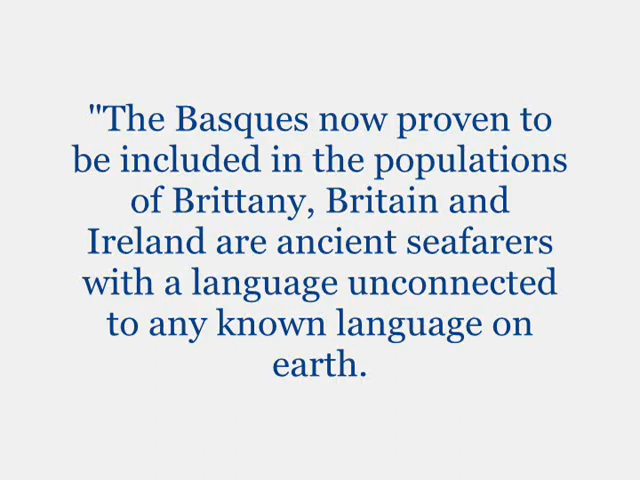 "The Basques now proven to
be included in the populations
of Brittany, Britain and
Ireland are ancient seafarers
with a language unconnected
to any known language on
earth.